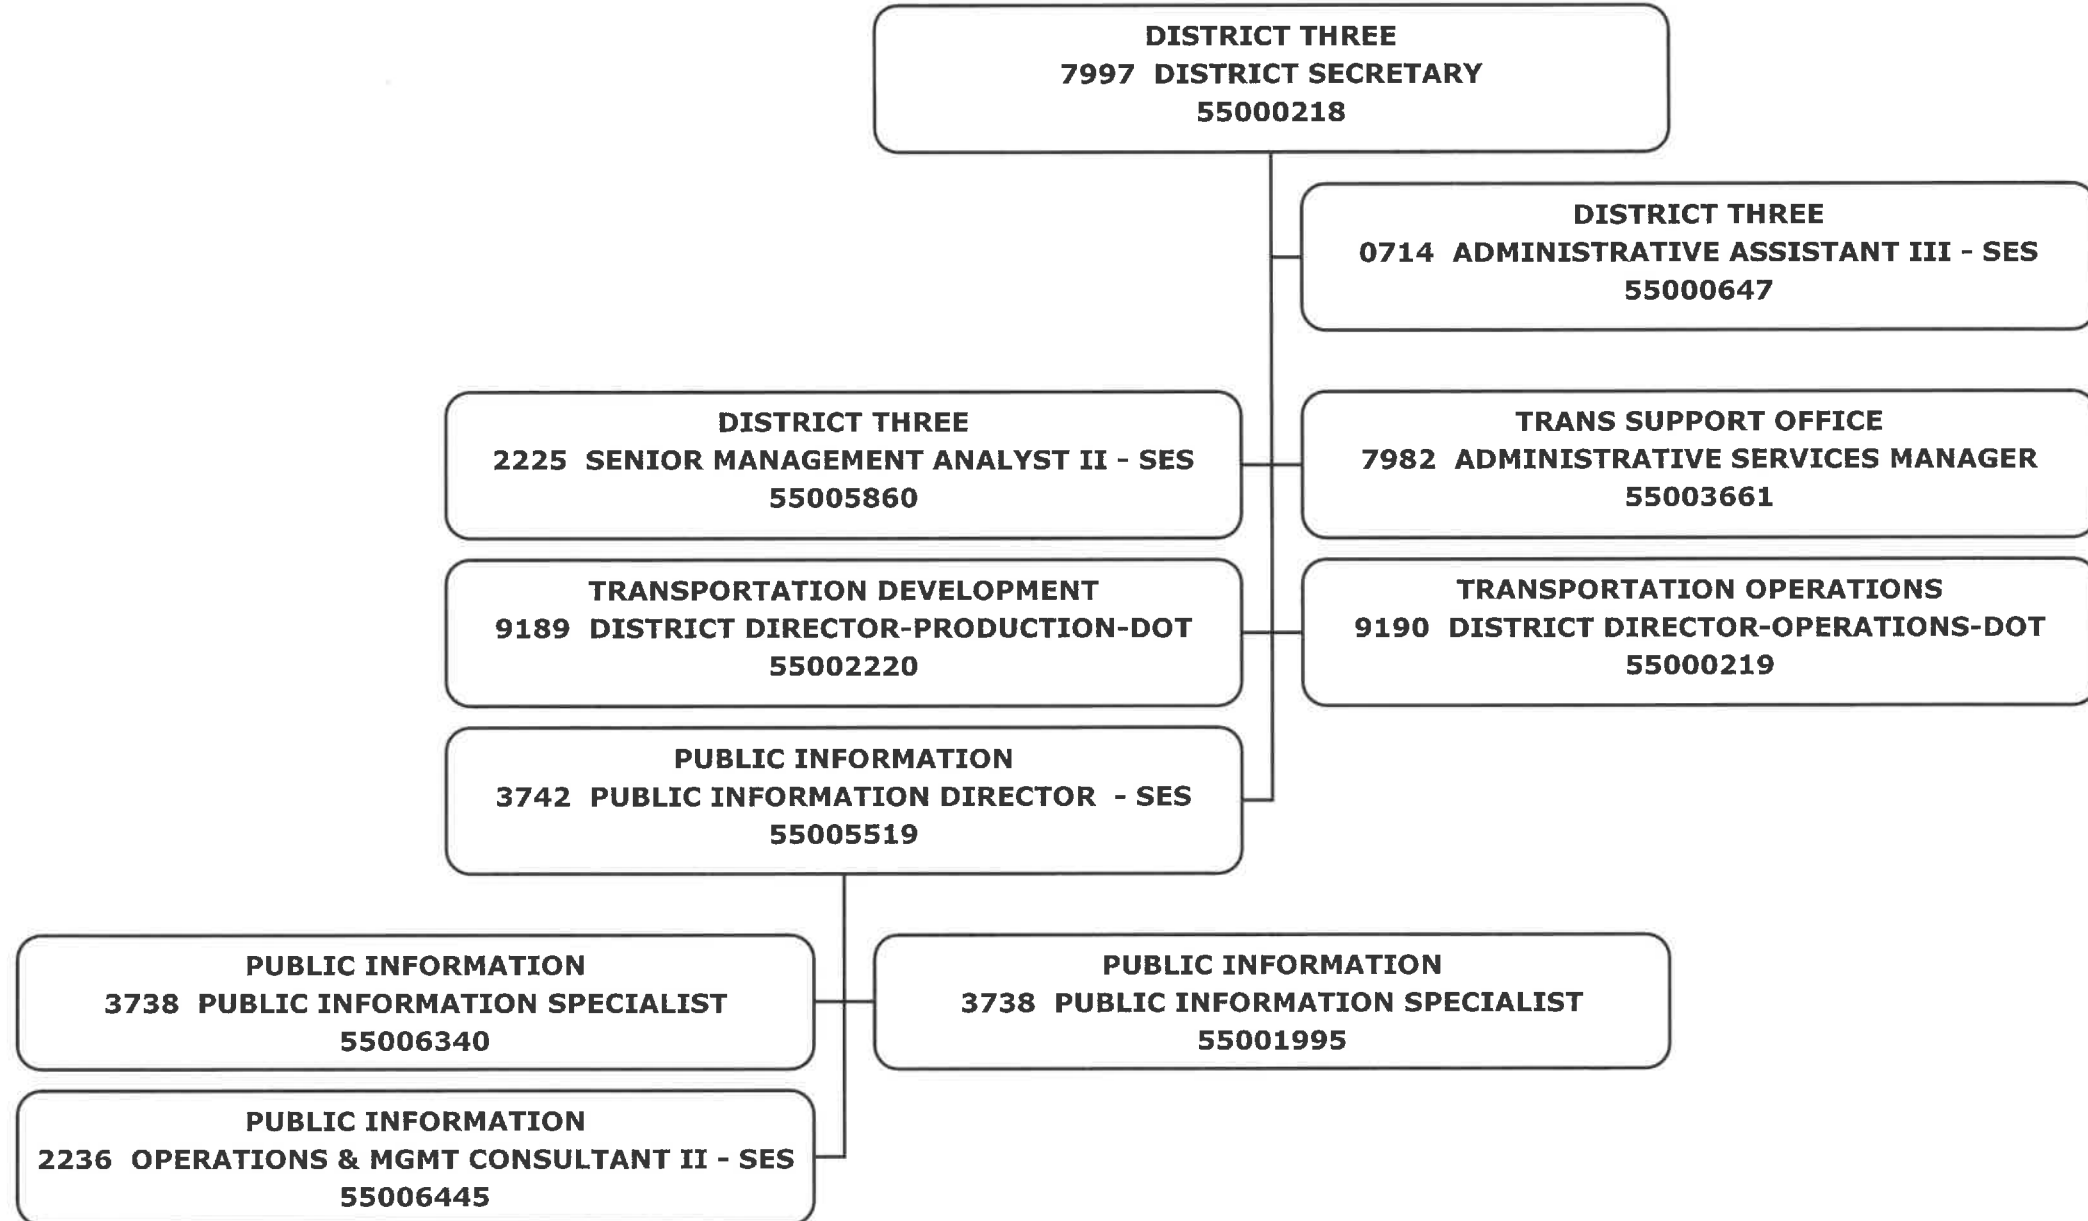 DISTRICT THREE
7997 DISTRICT SECRETARY
55000218
DISTRICT THREE
0714 ADMINISTRATIVE ASSISTANT III - SES
55000647
DISTRICT THREE
2225 SENIOR MANAGEMENT ANALYST II - SES
55005860
TRANS SUPPORT OFFICE
7982 ADMINISTRATIVE SERVICES MANAGER
55003661
TRANSPORTATION DEVELOPMENT
9189 DISTRICT DIRECTOR-PRODUCTION-DOT
55002220
TRANSPORTATION OPERATIONS
9190 DISTRICT DIRECTOR-OPERATIONS-DOT
55000219
PUBLIC INFORMATION
3742 PUBLIC INFORMATION DIRECTOR - SES
55005519
PUBLIC INFORMATION
3738 PUBLIC INFORMATION SPECIALIST
55006340
PUBLIC INFORMATION
3738 PUBLIC INFORMATION SPECIALIST
55001995
PUBLIC INFORMATION
2236 OPERATIONS & MGMT CONSULTANT II - SES
55006445